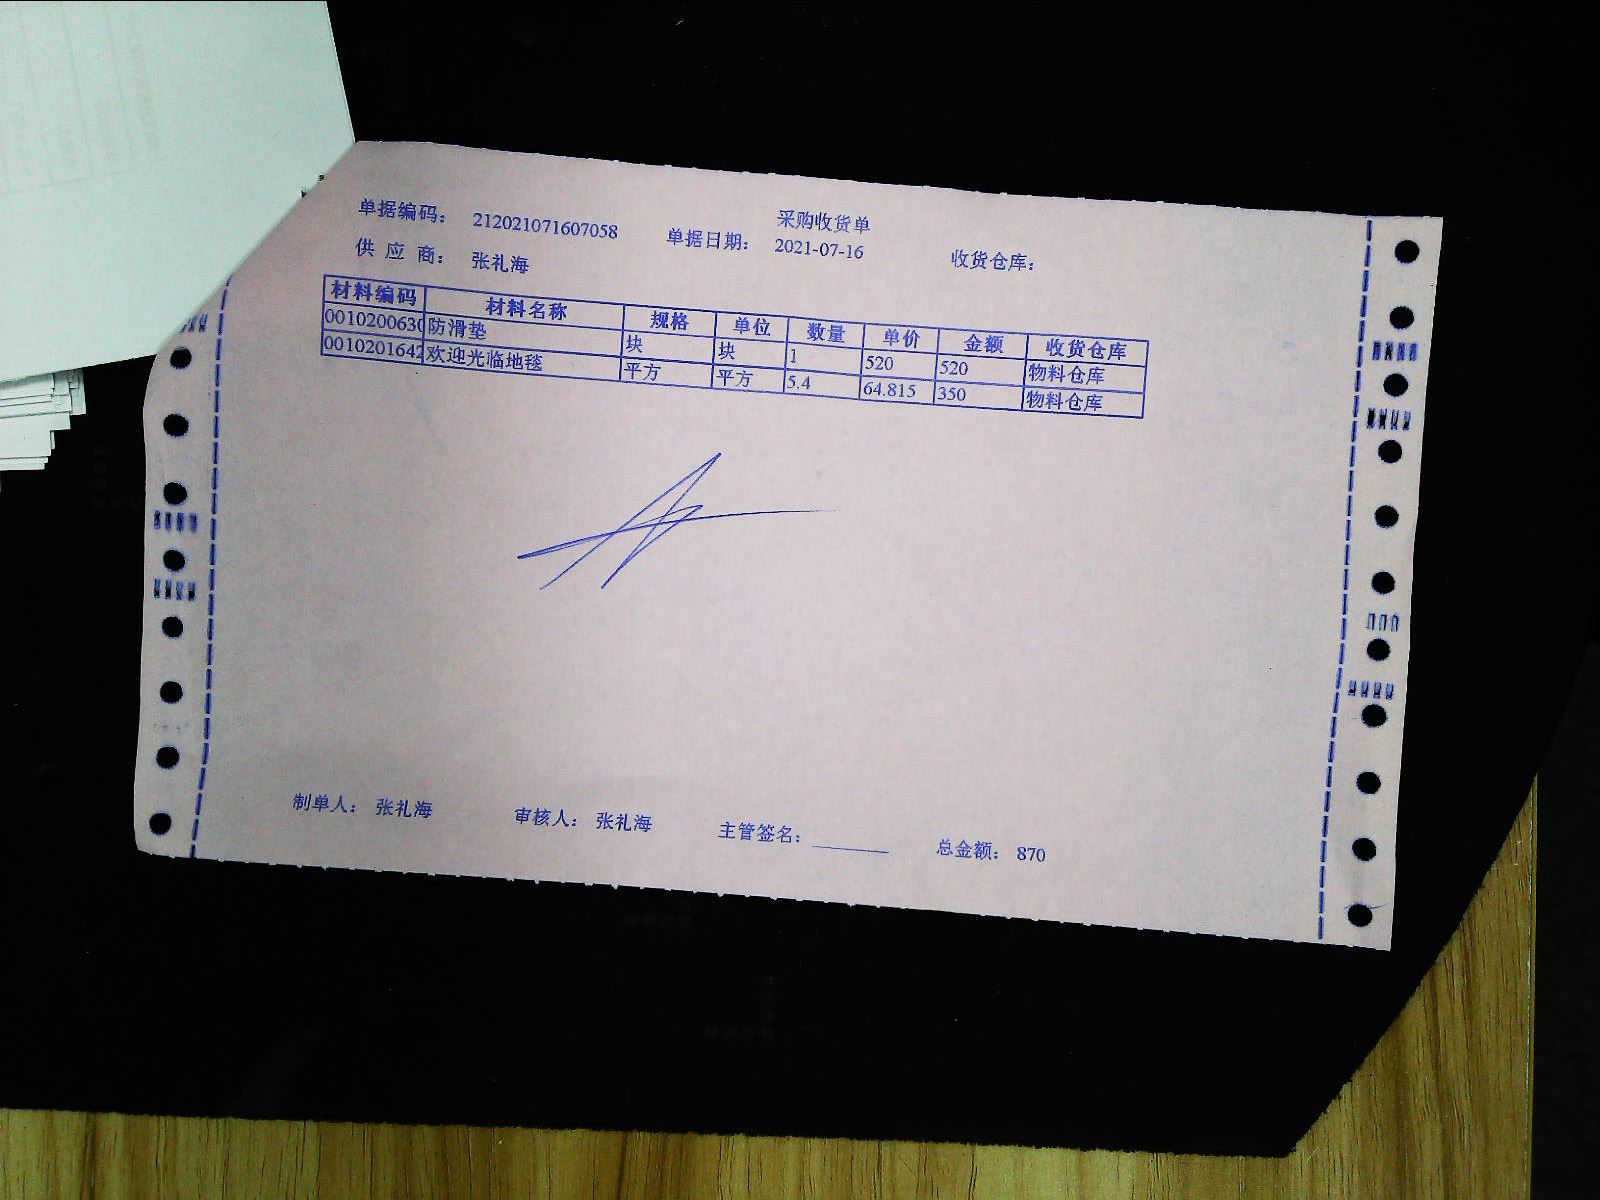 采购收货单
单据编码： 212021071607058 单据日期： 2021-07-16 收货仓库：
供 应 商： 张礼海
材料编码 材料名称 规格 单位 数量 单价 金额 收货仓库
0010200630 防滑垫 块 块 1 520 520 物料仓库
0010201642 欢迎光临地毯 平方 平方 5.4 64.815 350 物料仓库
制单人： 张礼海 审核人： 张礼海 主管签名： ________ 总金额： 870